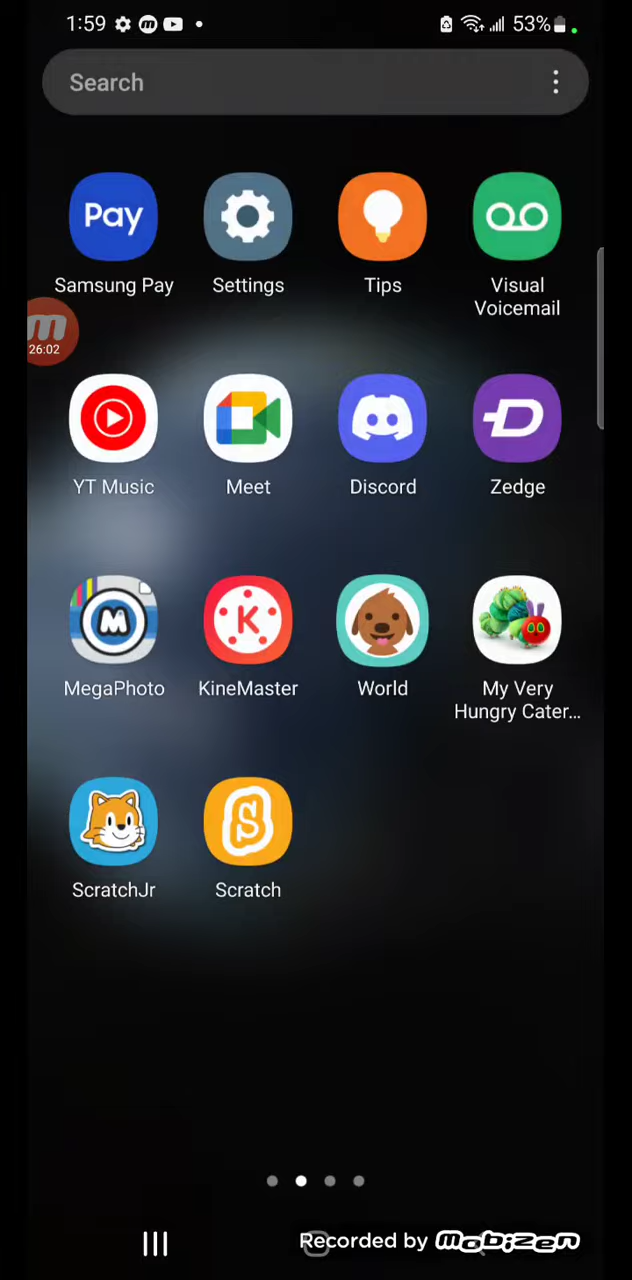 1:59
53%
Search
Pay
Samsung Pay
Settings
Tips
Visual
Voicemail
m
26:02
YT Music
Meet
Discord
Zedge
M
K
MegaPhoto
KineMaster
World
My Very
Hungry Cater...
S
ScratchJr
Scratch
Recorded by mobizen